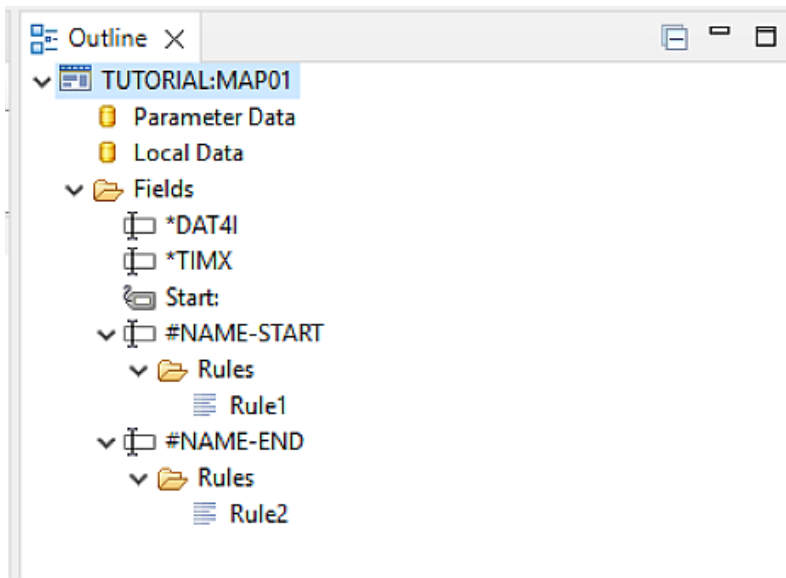 Outline
TUTORIAL:MAP01
Parameter Data
Local Data
Fields
*DAT4I
*TIMX
Start:
#NAME-START
Rules
Rule1
#NAME-END
Rules
Rule2